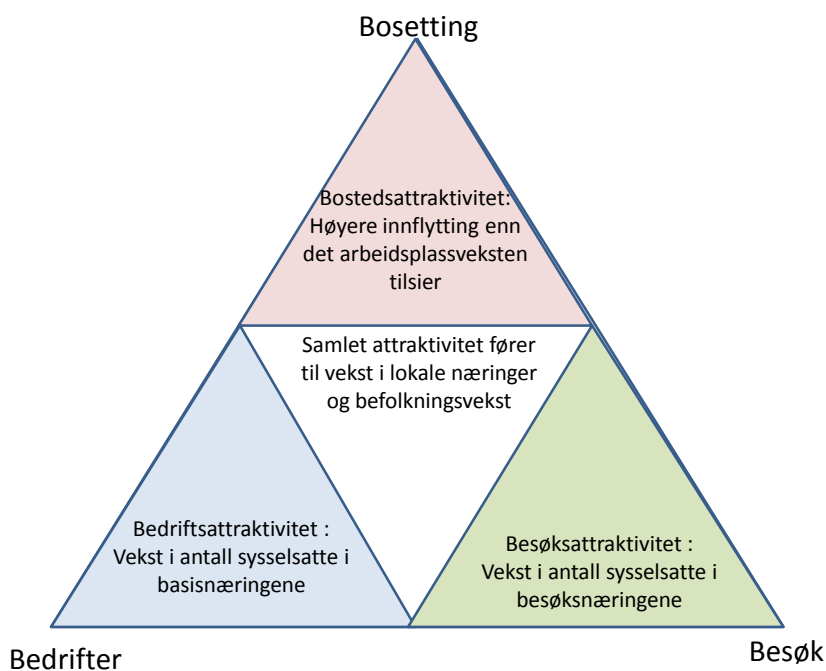 Bosetting
Bostedsattraktivitet:
Høyere innflytting enn
det arbeidsplassveksten
tilsier
Samlet attraktivitet fører
til vekst i lokale næringer
og befolkningsvekst
Bedriftsattraktivitet :
Vekst i antall sysselsatte i
basisnæringene
Besøksattraktivitet :
Vekst i antall sysselsatte i
besøksnæringene
Bedrifter
Besøk